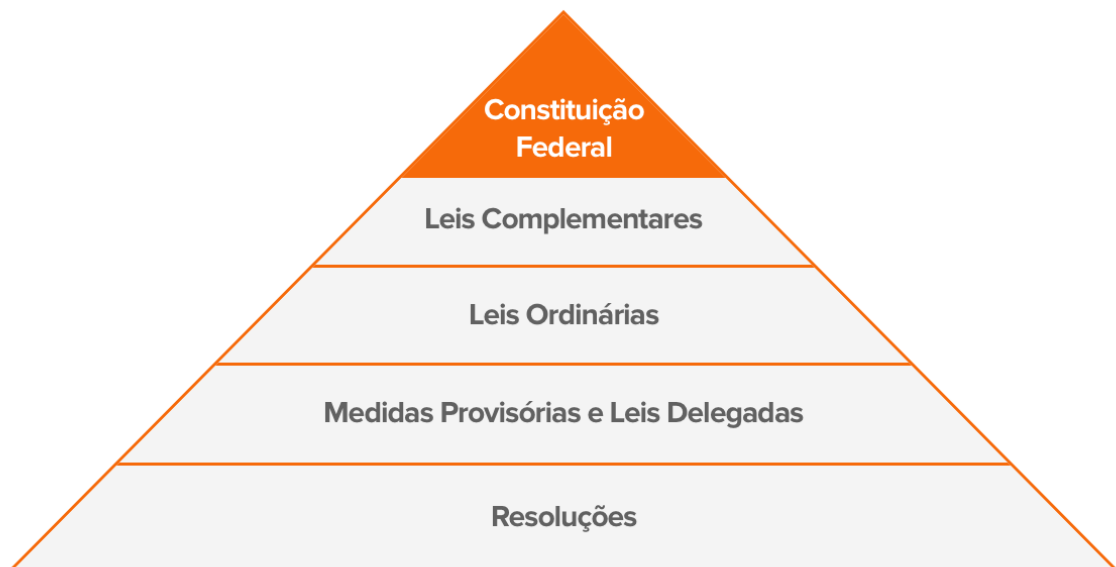 Constituição
Federal
Leis Complementares
Leis Ordinárias
Medidas Provisórias e Leis Delegadas
Resoluções